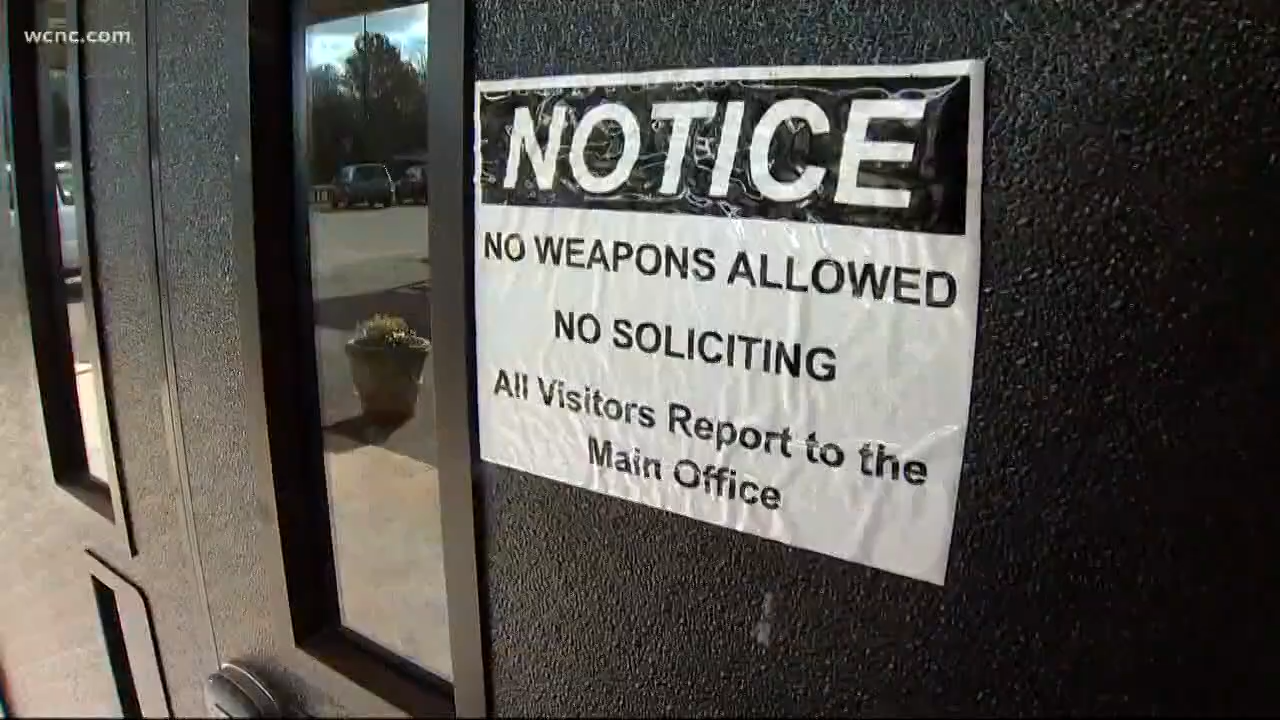 wcnc.com
NOTICE
NO WEAPONS ALLOWED
NO SOLICITING
All Visitors Report to the
Main Office